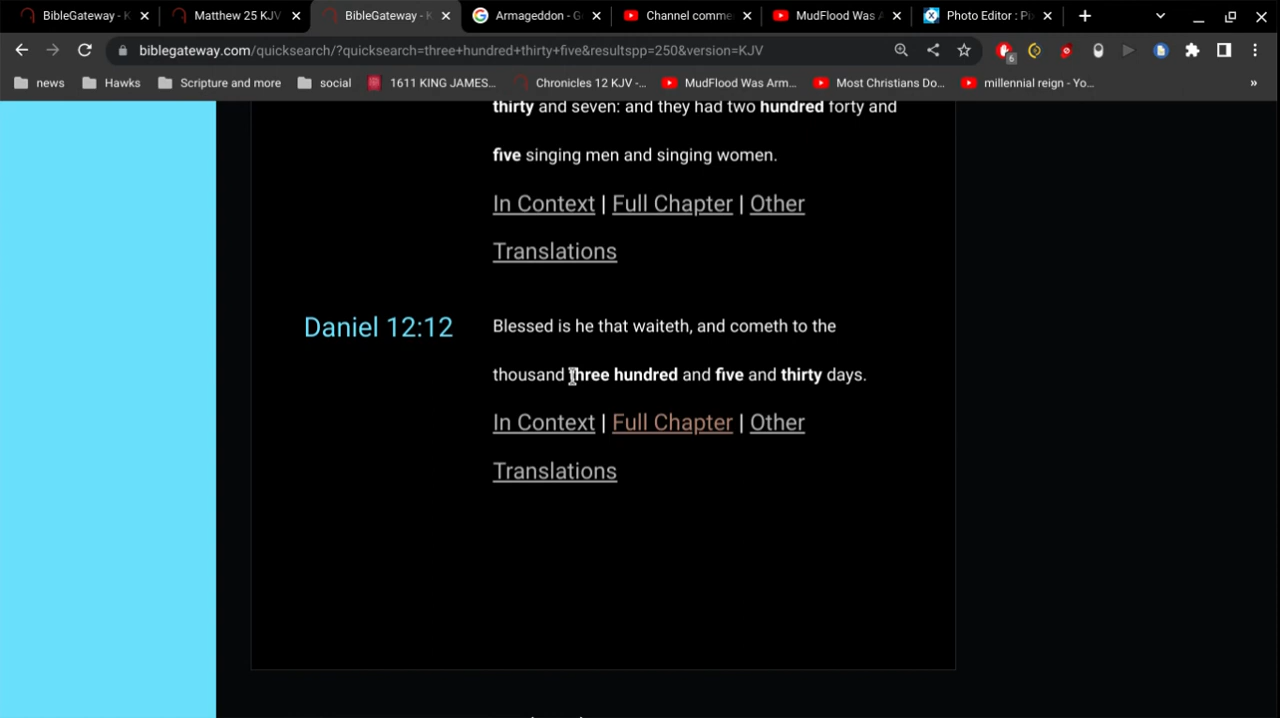 BibleGateway - K
Matthew 25 KJV
BibleGateway - K
Armageddon - G
Channel comme
MudFlood Was A
Photo Editor : Pix
biblegateway.com/quicksearch/?quicksearch=three+hundred+thirty+five&resultspp=250&version=KJV
6
news
Hawks
Scripture and more
social
1611 KING JAMES...
Chronicles 12 KJV -...
MudFlood Was Arm...
Most Christians Do...
millennial reign - Yo...
»
thirty and seven: and they had two hundred forty and
five singing men and singing women.
In Context | Full Chapter | Other
Translations
Daniel 12:12
Blessed is he that waiteth, and cometh to the
thousand three hundred and five and thirty days.
In Context | Full Chapter | Other
Translations